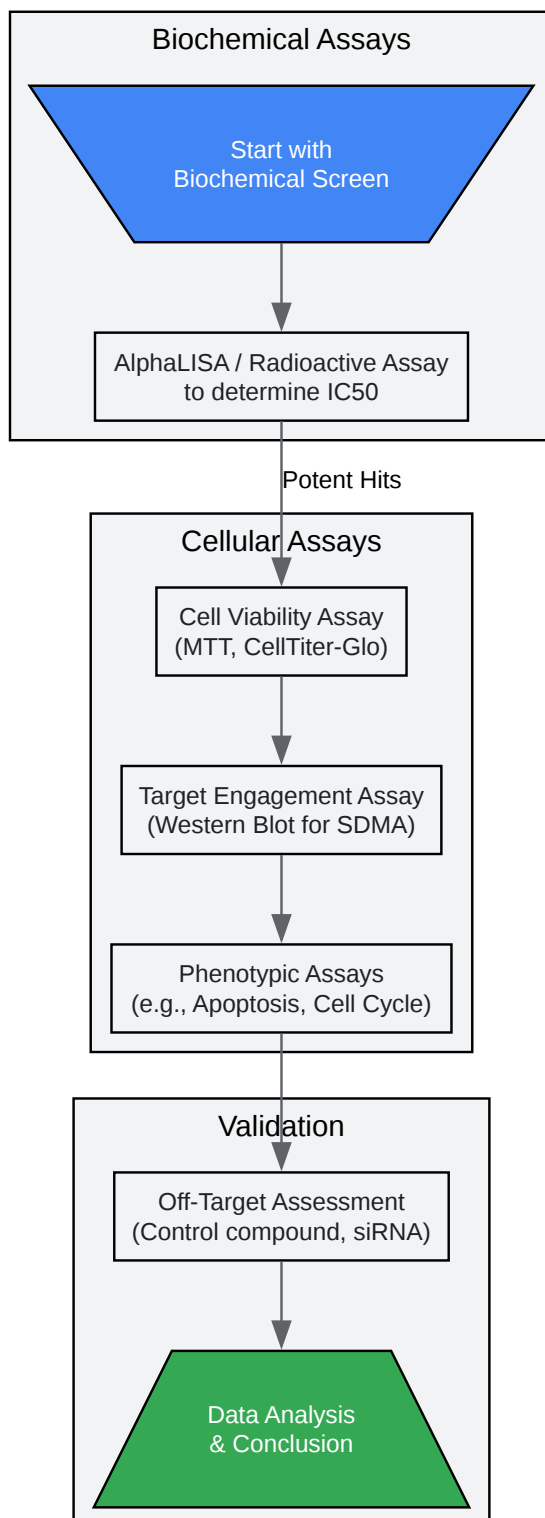 Biochemical Assays
Start with
Biochemical Screen
AlphaLISA / Radioactive Assay
to determine IC50
Potent Hits
Cellular Assays
Cell Viability Assay
(MTT, CellTiter-Glo)
Target Engagement Assay
(Western Blot for SDMA)
Phenotypic Assays
(e.g., Apoptosis, Cell Cycle)
Validation
Off-Target Assessment
(Control compound, siRNA)
Data Analysis
& Conclusion